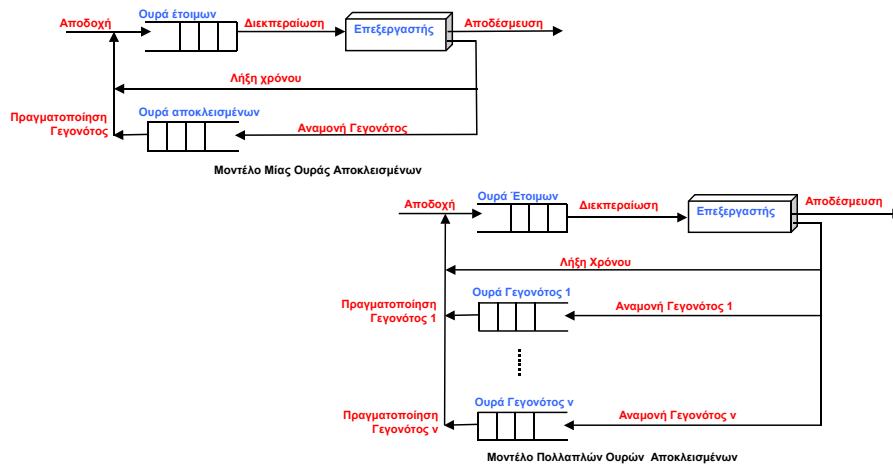 Ουρά έτοιμων
Αποδοχή
Διεκπεραίωση
Επεξεργαστής
Αποδέσμευση
Λήξη χρόνου
Ουρά αποκλεισμένων
Πραγματοποίηση
Γεγονότος
Αναμονή Γεγονότος
Μοντέλο Μίας Ουράς Αποκλεισμένων
Ουρά Έτοιμων
Αποδοχή
Διεκπεραίωση
Επεξεργαστής
Αποδέσμευση
Λήξη Χρόνου
Ουρά Γεγονότος 1
Πραγματοποίηση
Γεγονότος 1
Αναμονή Γεγονότος 1
Ουρά Γεγονότος ν
Πραγματοποίηση
Γεγονότος ν
Αναμονή Γεγονότος ν
Μοντέλο Πολλαπλών Ουρών Αποκλεισμένων